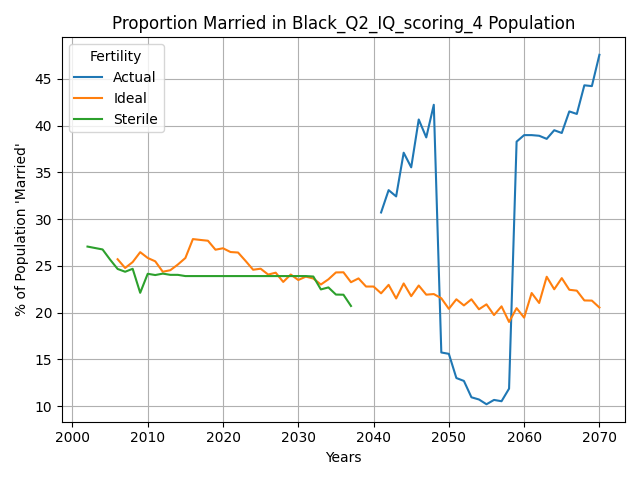 Proportion Married in Black_Q2_IQ_scoring_4 Population
Fertility
Actual
Ideal
Sterile
% of Population 'Married'
45
40
35
30
25
20
15
10
2000 2010 2020 2030 2040 2050 2060 2070
Years